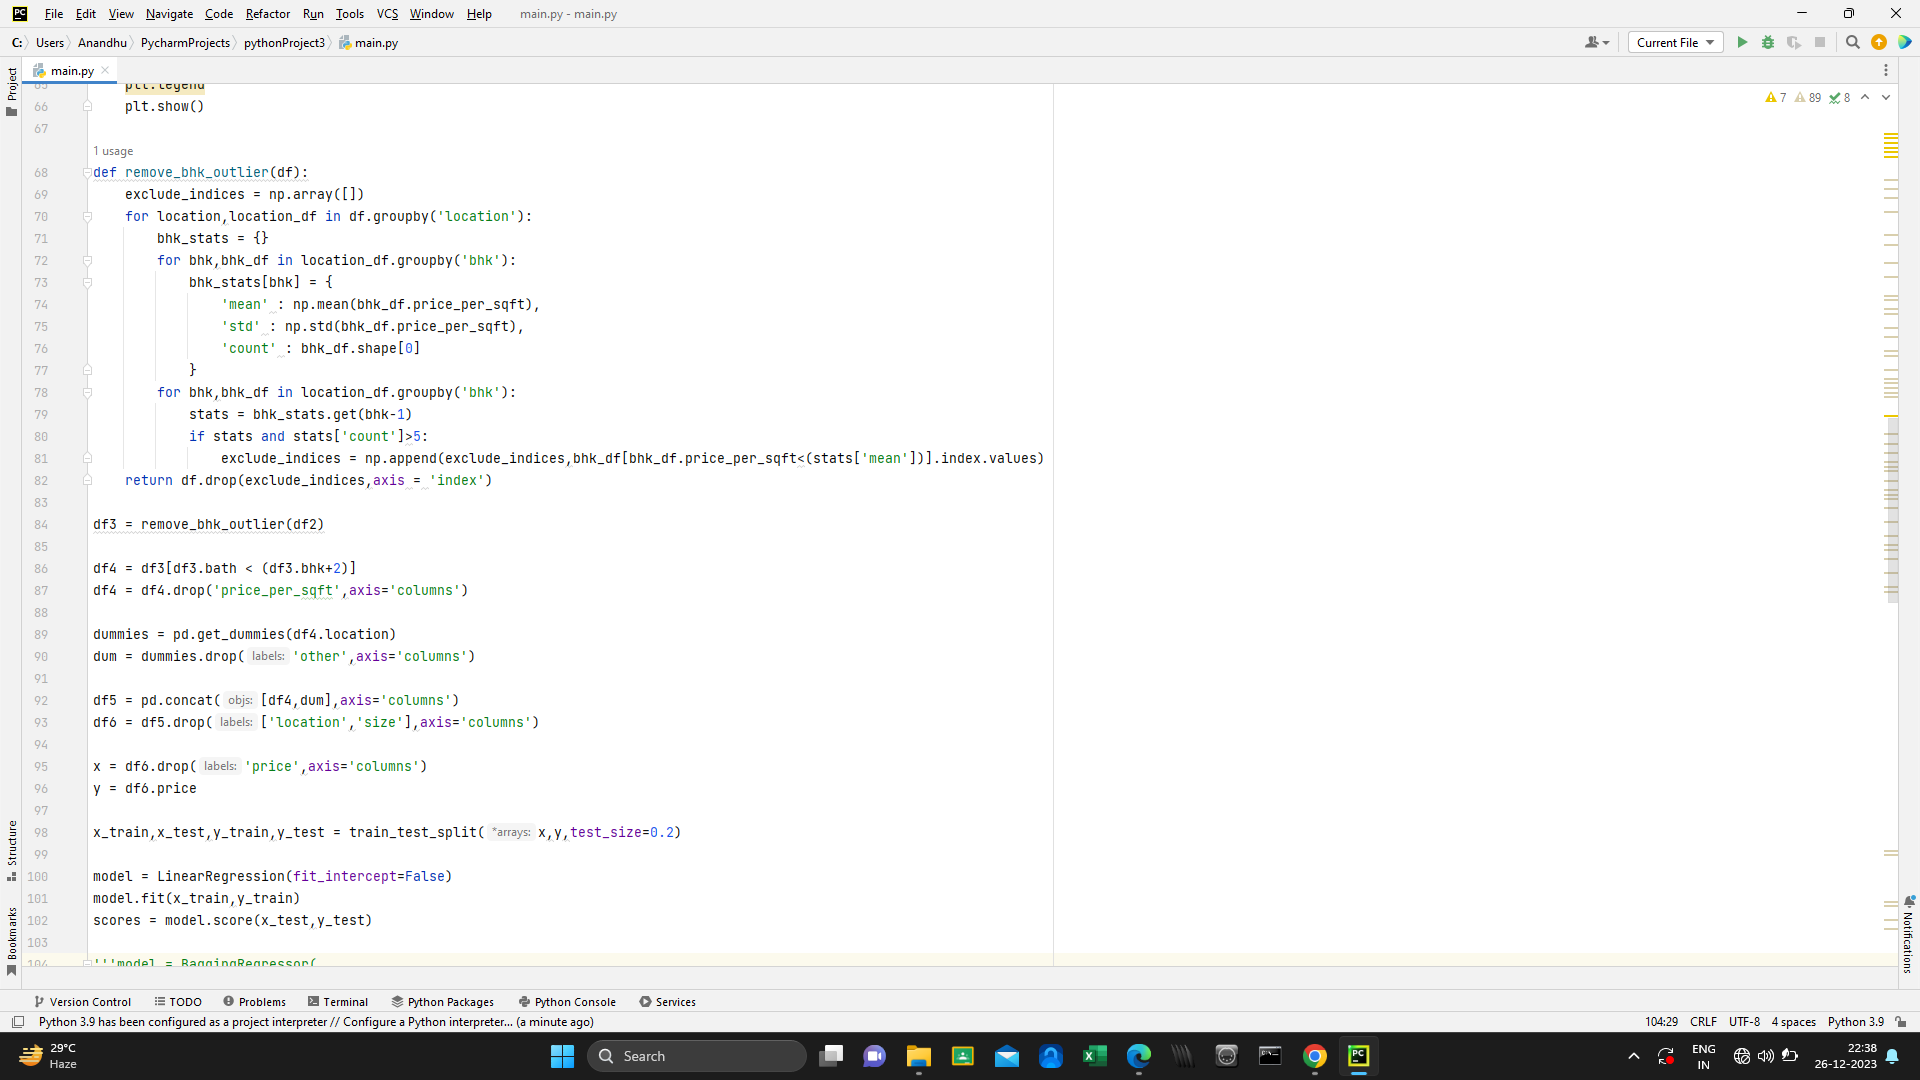 File Edit View Navigate Code Refactor Run Tools VCS Window Help main.py - main.py
C: Users Anandhu PycharmProjects pythonProject3 main.py Current File
main.py
Project
7 89 8
65 plt.legend
66 plt.show()
67
1 usage
68 def remove_bhk_outlier(df):
69 exclude_indices = np.array([])
70 for location,location_df in df.groupby('location'):
71 bhk_stats = {}
72 for bhk,bhk_df in location_df.groupby('bhk'):
73 bhk_stats[bhk] = {
74 'mean' : np.mean(bhk_df.price_per_sqft),
75 'std' : np.std(bhk_df.price_per_sqft),
76 'count' : bhk_df.shape[0]
77 }
78 for bhk,bhk_df in location_df.groupby('bhk'):
79 stats = bhk_stats.get(bhk-1)
80 if stats and stats['count']>5:
81 exclude_indices = np.append(exclude_indices,bhk_df[bhk_df.price_per_sqft<(stats['mean'])].index.values)
82 return df.drop(exclude_indices,axis = 'index')
83
84 df3 = remove_bhk_outlier(df2)
85
86 df4 = df3[df3.bath < (df3.bhk+2)]
87 df4 = df4.drop('price_per_sqft',axis='columns')
88
89 dummies = pd.get_dummies(df4.location)
90 dum = dummies.drop( labels: 'other',axis='columns')
91
92 df5 = pd.concat( objs: [df4,dum],axis='columns')
93 df6 = df5.drop( labels: ['location','size'],axis='columns')
94
95 x = df6.drop( labels: 'price',axis='columns')
96 y = df6.price
97
98 x_train,x_test,y_train,y_test = train_test_split( *arrays: x,y,test_size=0.2)
99
100 model = LinearRegression(fit_intercept=False)
101 model.fit(x_train,y_train)
102 scores = model.score(x_test,y_test)
103
104 '''model = BaggingRegressor(
Structure
Bookmarks
Notifications
Version Control TODO Problems Terminal Python Packages Python Console Services
Python 3.9 has been configured as a project interpreter // Configure a Python interpreter... (a minute ago) 104:29 CRLF UTF-8 4 spaces Python 3.9
29°C
Haze
Search
ENG
IN
22:38
26-12-2023